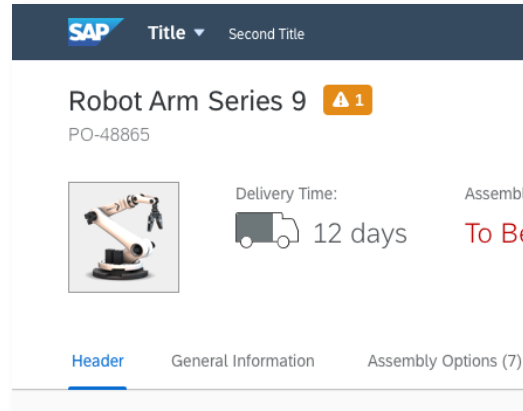 SAP Title Second Title
Robot Arm Series 9 1
PO-48865
Delivery Time:
12 days
To
Header General Information Assembly Options (7)